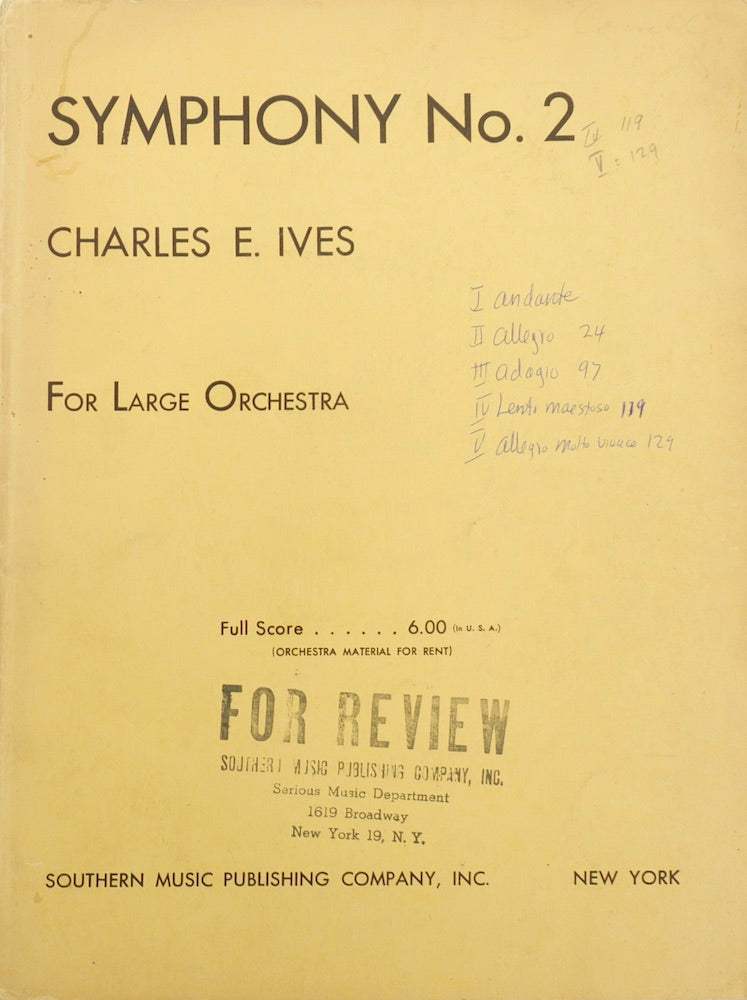 SYMPHONY No. 2
IV 119
V : 129
CHARLES E. IVES
I andante
II allegro 24
III adagio 97
IV Lento maestoso 119
V allegro molto vivace 129
FOR LARGE ORCHESTRA
Full Score . . . . . . 6.00 (In U. S. A.)
(ORCHESTRA MATERIAL FOR RENT)
FOR REVIEW
SOUTHERN MUSIC PUBLISHING COMPANY, INC.
Serious Music Department
1619 Broadway
New York 19, N. Y.
SOUTHERN MUSIC PUBLISHING COMPANY, INC. NEW YORK